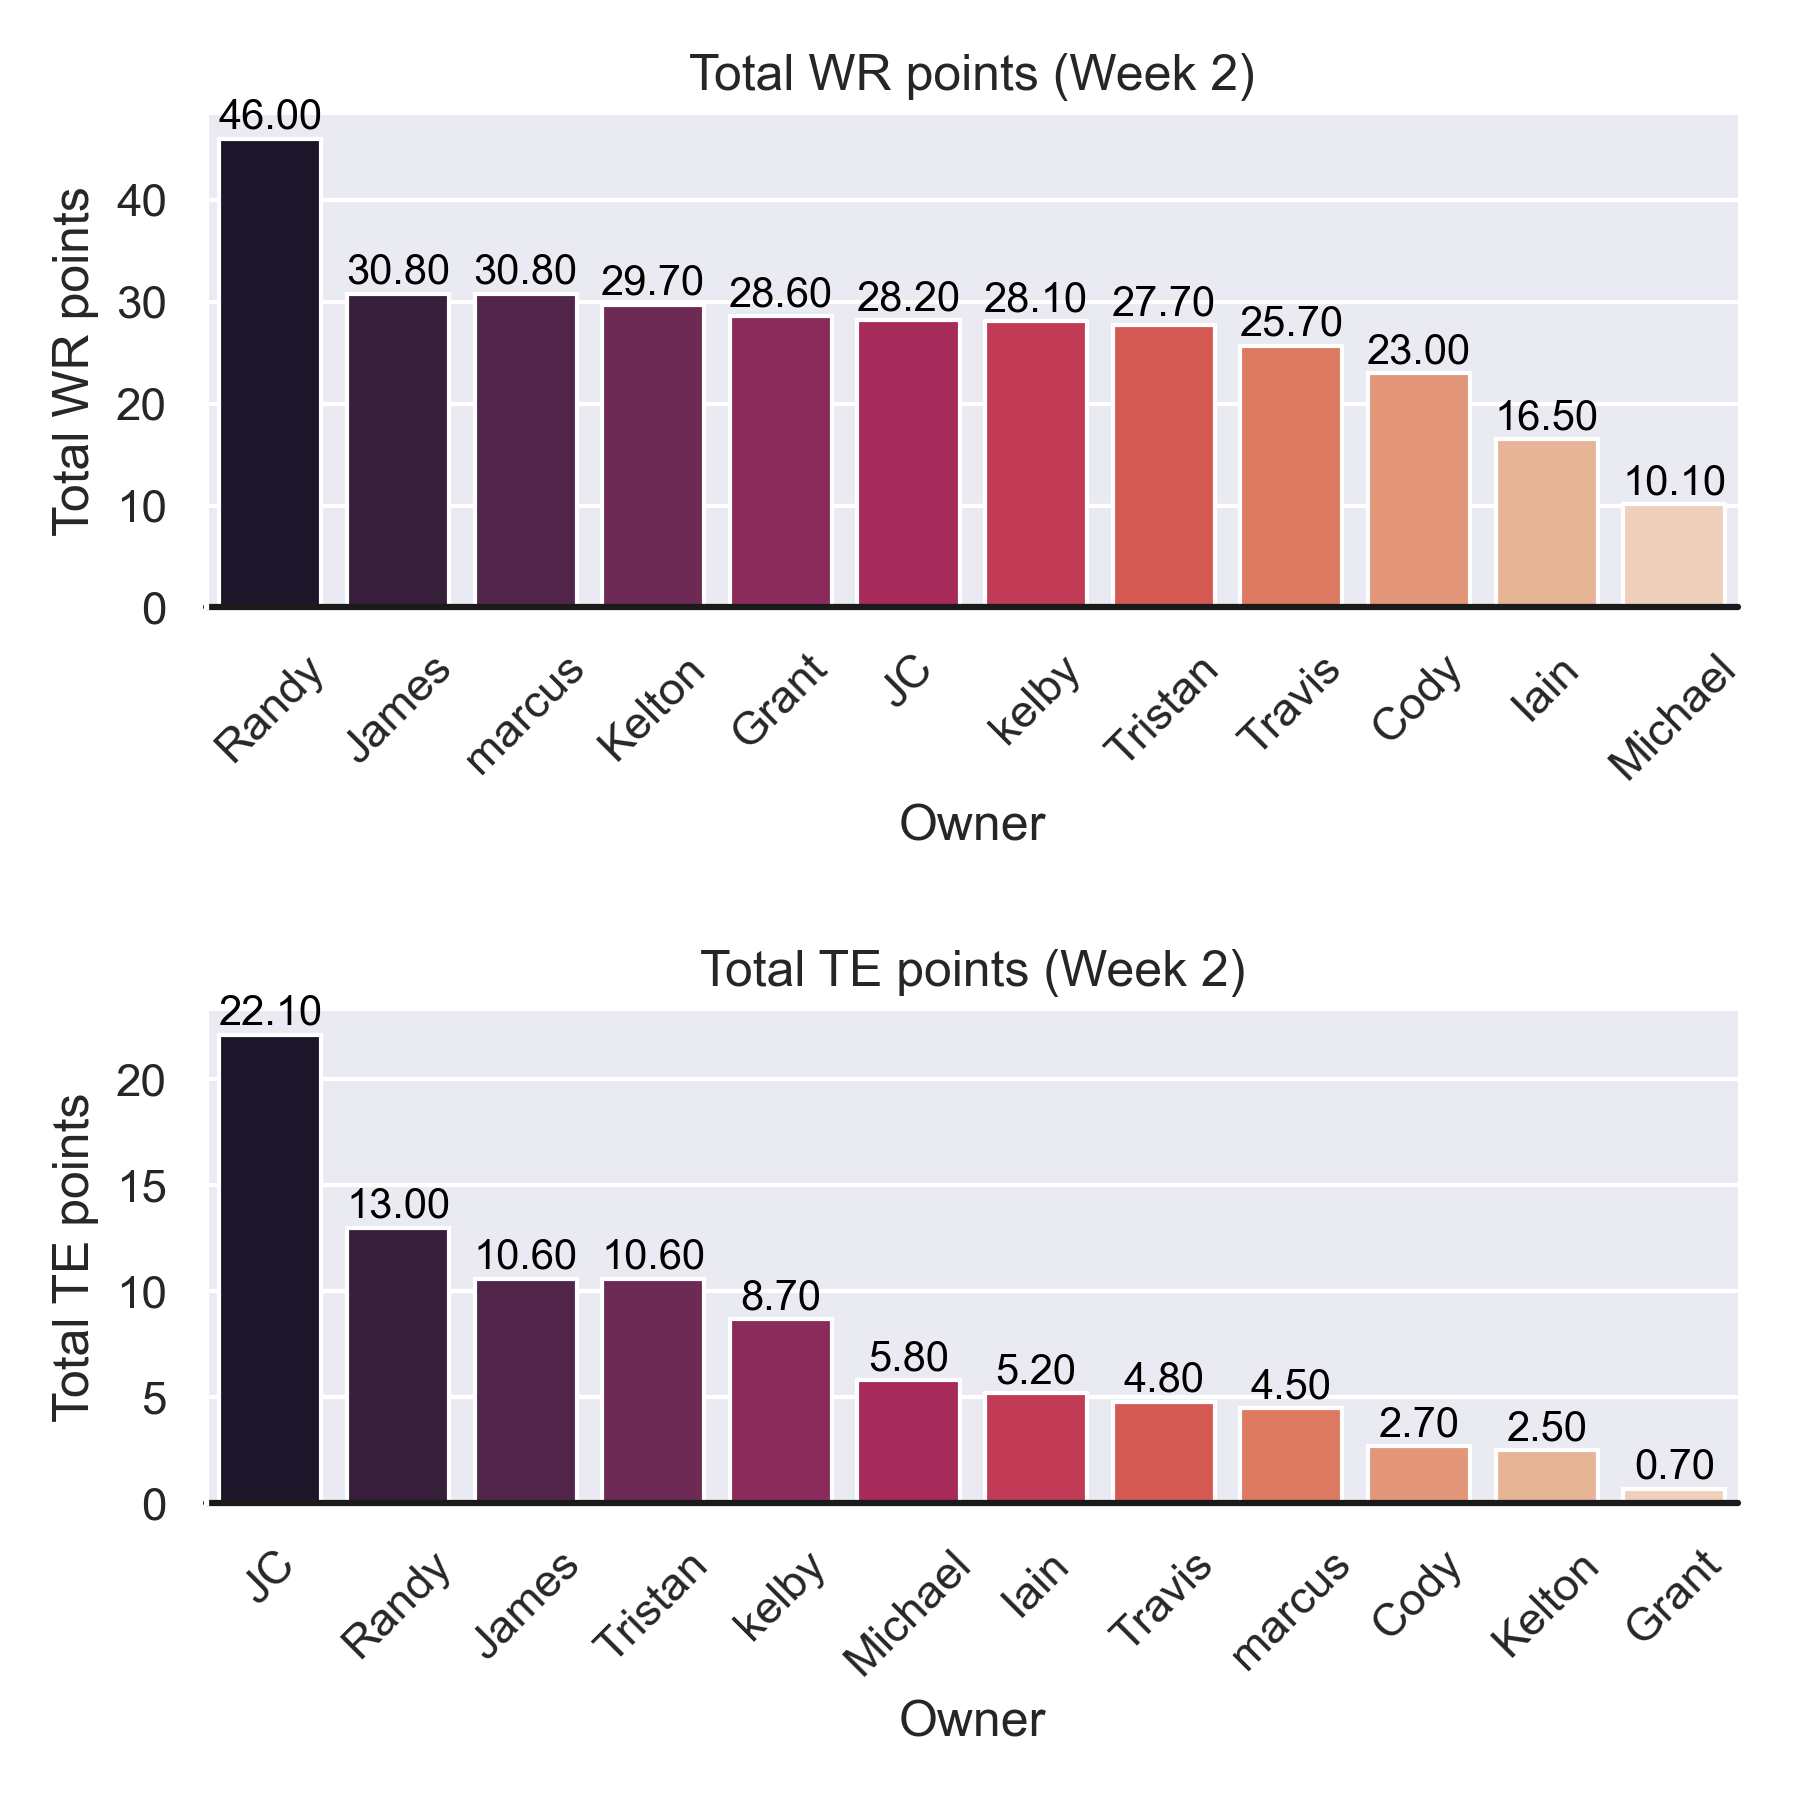 Total WR points (Week 2)
46.00
30.80 30.80 29.70 28.60 28.20 28.10 27.70 25.70 23.00 16.50 10.10
40
30
20
10
0
Total WR points
Randy James marcus Kelton Grant JC kelby Tristan Travis Cody Iain Michael
Owner
Total TE points (Week 2)
22.10
13.00 10.60 10.60 8.70 5.80 5.20 4.80 4.50 2.70 2.50 0.70
20
15
10
5
0
Total TE points
JC Randy James Tristan kelby Michael Iain Travis marcus Cody Kelton Grant
Owner